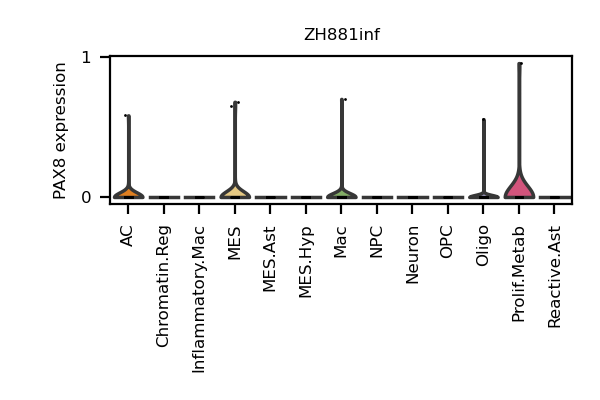 ZH881inf
PAX8 expression
1
0
AC
Chromatin.Reg
Inflammatory.Mac
MES
MES.Ast
MES.Hyp
Mac
NPC
Neuron
OPC
Oligo
Prolif.Metab
Reactive.Ast